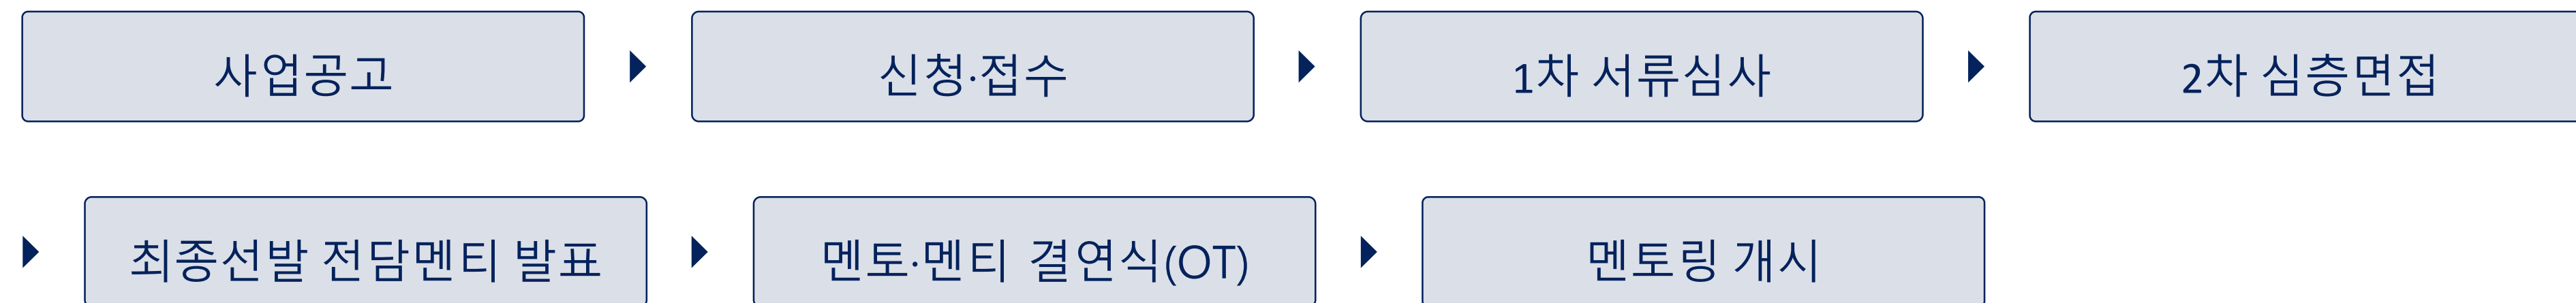 사업공고
신청·접수
1차 서류심사
2차 심층면접
최종선발 전담멘티 발표
멘토·멘티 결연식(OT)
멘토링 개시